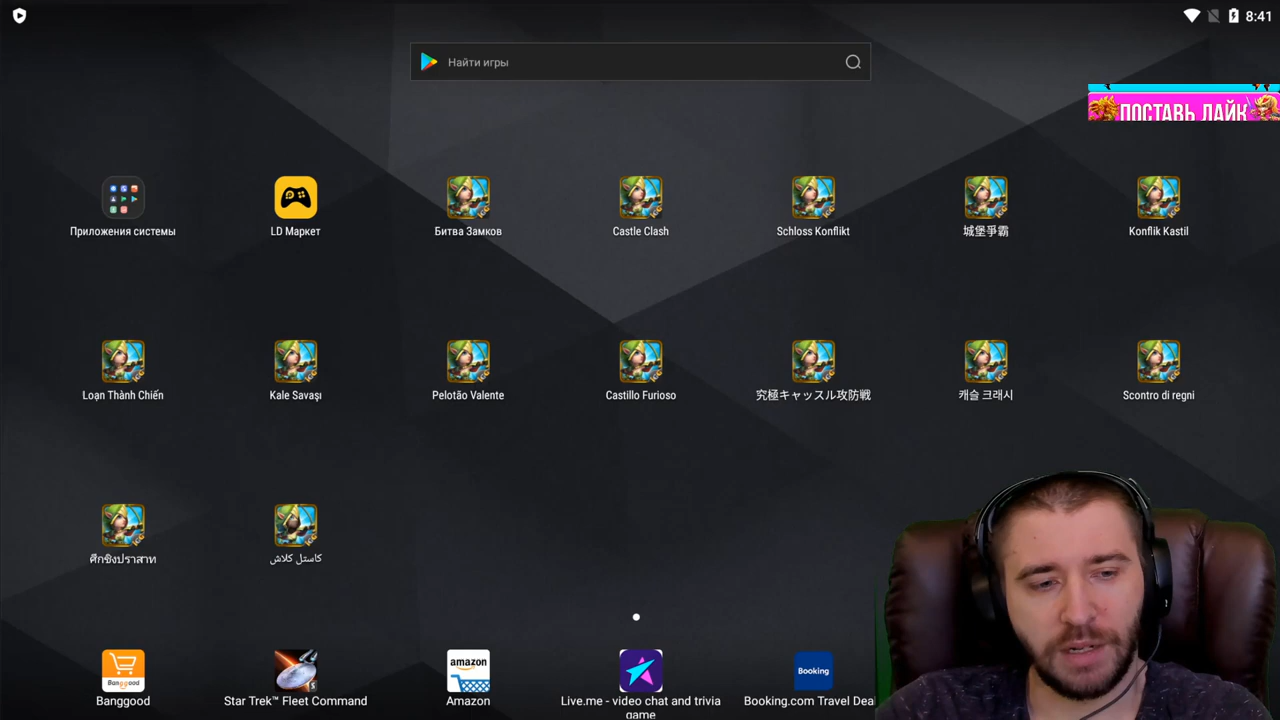 8:41
Найти игры
ПОСТАВЬ ЛАЙК
Приложения системы
LD Маркет
Битва Замков
Castle Clash
Schloss Konflikt
城堡爭霸
Konflik Kastil
Loạn Thành Chiến
Kale Savaşı
Pelotão Valente
Castillo Furioso
究極キャッスル攻防戦
캐슬 크래시
Scontro di regni
ศึกชิงปราสาท
كاستل كلاش
Banggood
amazon
Booking
Banggood
Star Trek™ Fleet Command
Amazon
Live.me - video chat and trivia
game
Booking.com Travel Dea